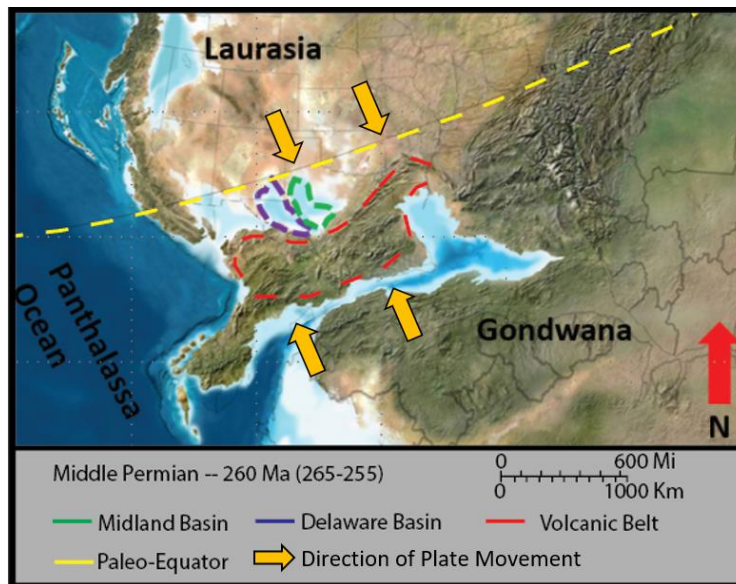 Laurasia
Panthalassa
Ocean
Gondwana
N
Middle Permian -- 260 Ma (265-255)
0 600 Mi
0 1000 Km
Midland Basin Delaware Basin Volcanic Belt
Paleo-Equator Direction of Plate Movement